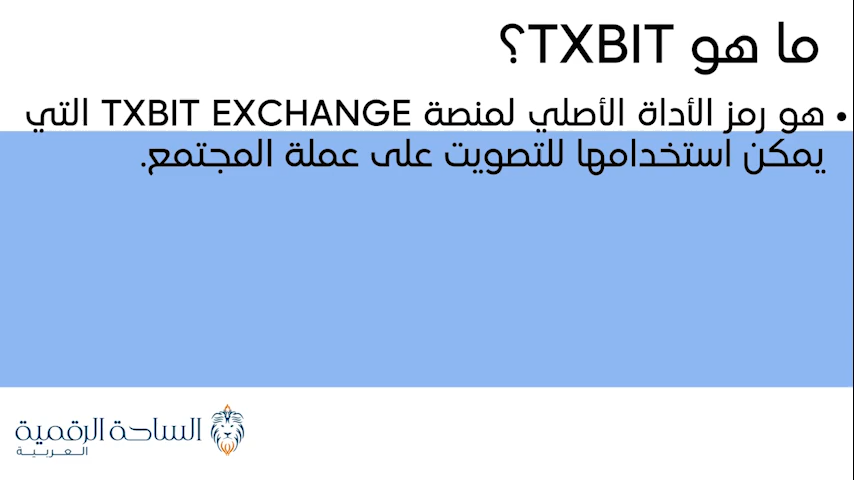 ما هو TXBIT؟
• هو رمز الأداة الأصلي لمنصة TXBIT EXCHANGE التي
يمكن استخدامها للتصويت على عملة المجتمع.
الساحة الرقمية
العربية